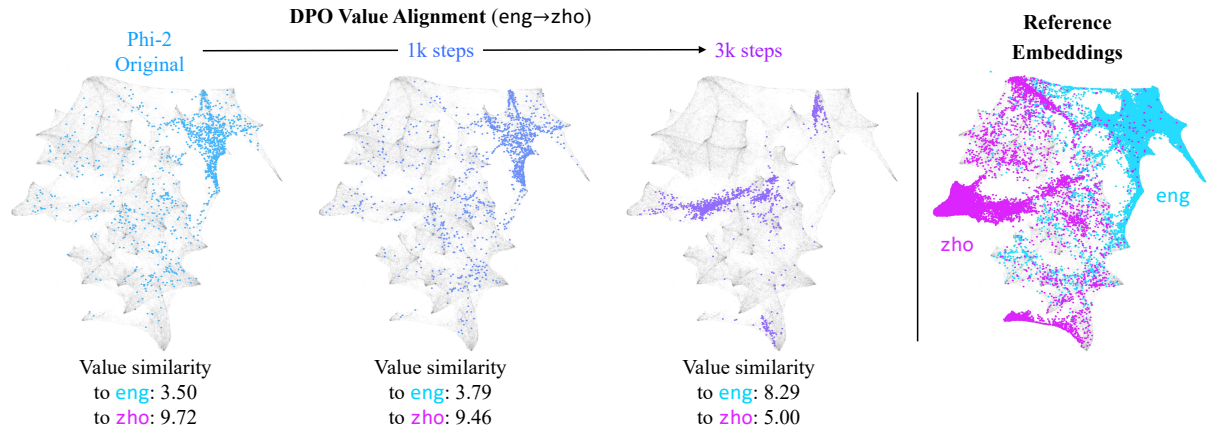 DPO Value Alignment (eng→zho)
Phi-2
Original
1k steps
3k steps
Reference
Embeddings
eng
zho
Value similarity
to eng: 3.50
to zho: 9.72
Value similarity
to eng: 3.79
to zho: 9.46
Value similarity
to eng: 8.29
to zho: 5.00